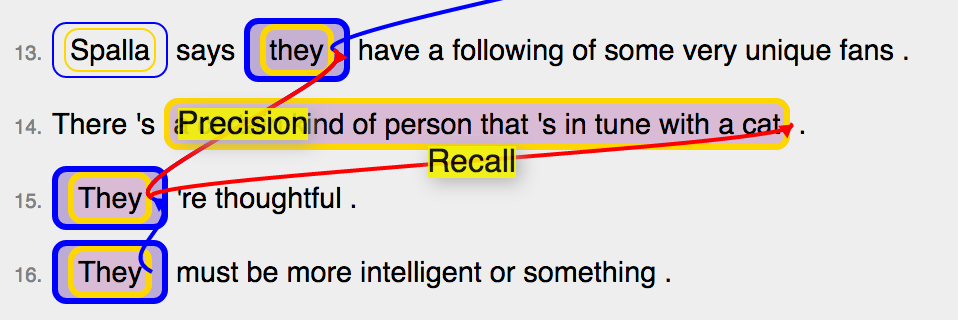 13. Spalla says they have a following of some very unique fans .
14. There 's a Precision ind of person that 's in tune with a cat .
Recall
15. They 're thoughtful .
16. They must be more intelligent or something .